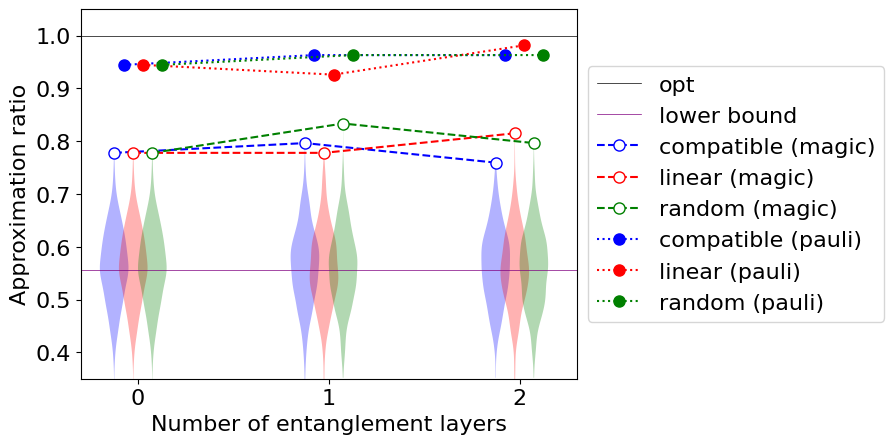 1.0
0.9
0.8
0.7
0.6
0.5
0.4
Approximation ratio
0 1 2
Number of entanglement layers
opt
lower bound
compatible (magic)
linear (magic)
random (magic)
compatible (pauli)
linear (pauli)
random (pauli)